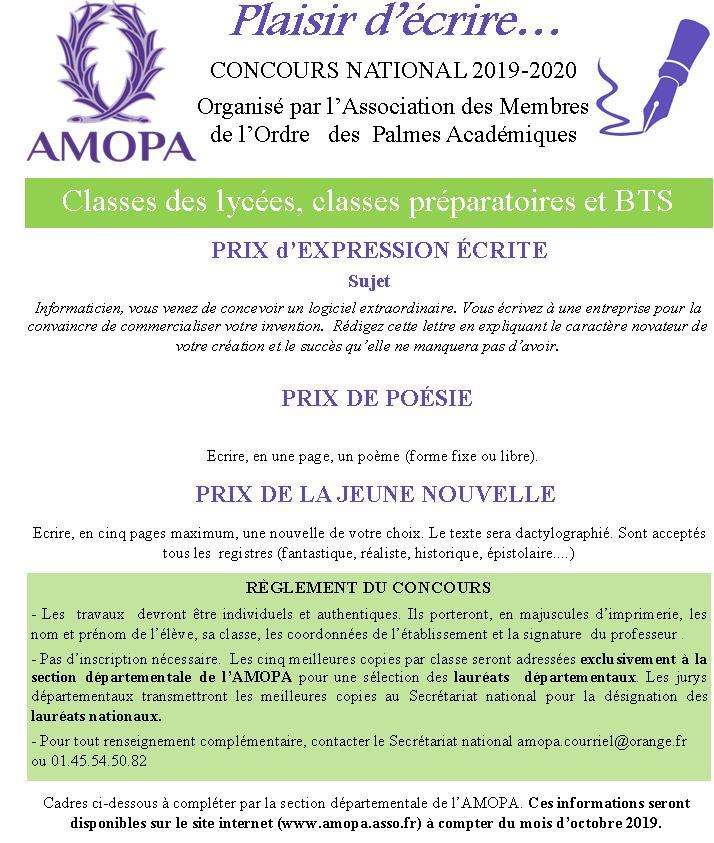 Plaisir d’écrire…
CONCOURS NATIONAL 2019-2020
Organisé par l’Association des Membres
de l’Ordre des Palmes Académiques
AMOPA
Classes des lycées, classes préparatoires et BTS
PRIX d’EXPRESSION ÉCRITE
Sujet
Informaticien, vous venez de concevoir un logiciel extraordinaire. Vous écrivez à une entreprise pour la
convaincre de commercialiser votre invention. Rédigez cette lettre en expliquant le caractère novateur de
votre création et le succès qu’elle ne manquera pas d’avoir.
PRIX DE POÉSIE
Ecrire, en une page, un poème (forme fixe ou libre).
PRIX DE LA JEUNE NOUVELLE
Ecrire, en cinq pages maximum, une nouvelle de votre choix. Le texte sera dactylographié. Sont acceptés
tous les registres (fantastique, réaliste, historique, épistolaire....)
RÈGLEMENT DU CONCOURS
- Les travaux devront être individuels et authentiques. Ils porteront, en majuscules d’imprimerie, les
nom et prénom de l’élève, sa classe, les coordonnées de l’établissement et la signature du professeur .
- Pas d’inscription nécessaire. Les cinq meilleures copies par classe seront adressées exclusivement à la
section départementale de l’AMOPA pour une sélection des lauréats départementaux. Les jurys
départementaux transmettront les meilleures copies au Secrétariat national pour la désignation des
lauréats nationaux.
- Pour tout renseignement complémentaire, contacter le Secrétariat national amopa.courriel@orange.fr
ou 01.45.54.50.82
Cadres ci-dessous à compléter par la section départementale de l’AMOPA. Ces informations seront
disponibles sur le site internet (www.amopa.asso.fr) à compter du mois d’octobre 2019.